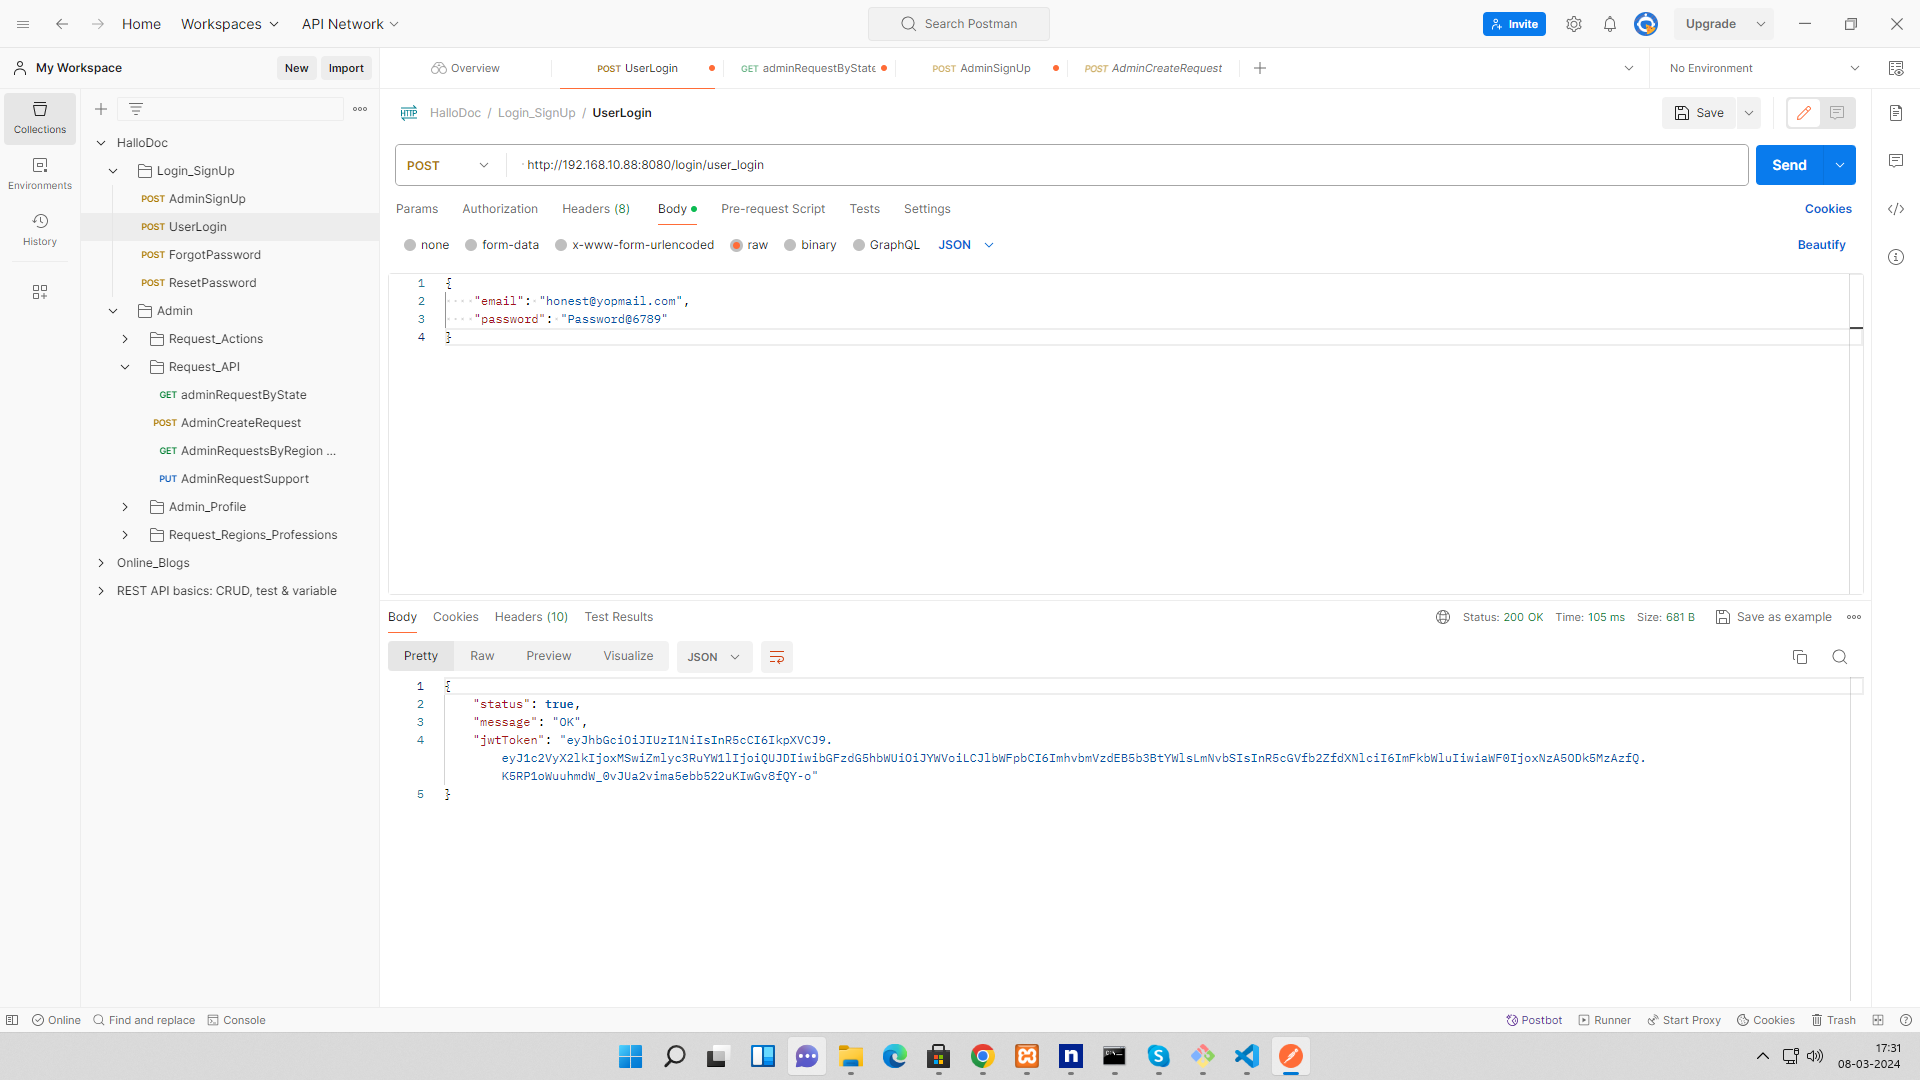 Home
Workspaces
API Network
Search Postman
Invite
Upgrade
My Workspace
New
Import
Overview
POST UserLogin
GET adminRequestByState
POST AdminSignUp
POST AdminCreateRequest
No Environment
Collections
Environments
History
HalloDoc
Login_SignUp
POST AdminSignUp
POST UserLogin
POST ForgotPassword
POST ResetPassword
Admin
Request_Actions
Request_API
GET adminRequestByState
POST AdminCreateRequest
GET AdminRequestsByRegion ...
PUT AdminRequestSupport
Admin_Profile
Request_Regions_Professions
Online_Blogs
REST API basics: CRUD, test & variable
HTTP HalloDoc / Login_SignUp / UserLogin
Save
POST http://192.168.10.88:8080/login/user_login
Send
Params Authorization Headers (8) Body Pre-request Script Tests Settings
Cookies
none form-data x-www-form-urlencoded raw binary GraphQL JSON
Beautify
1 {
2 "email": "honest@yopmail.com",
3 "password": "Password@6789"
4 }
Body Cookies Headers (10) Test Results
Status: 200 OK Time: 105 ms Size: 681 B
Save as example
Pretty Raw Preview Visualize JSON
1 {
2 "status": true,
3 "message": "OK",
4 "jwtToken": "eyJhbGciOiJIUzI1NiIsInR5cCI6IkpXVCJ9.
eyJ1c2VyX2lkIjoxMSwiZmlyc3RuYW1lIjoiQUJDIiwibGFzdG5hbWUiOiJYWVoiLCJlbWFpbCI6ImhvbmVzdEB5b3BtYWlsLmNvbSIsInR5cGVfb2ZfdXNlciI6ImFkbWluIiwiaWF0IjoxNzA5ODk5MzAzfQ.
K5RP1oWuuhmdW_0vJUa2vima5ebb522uKIwGv8fQY-o"
5 }
Online
Find and replace
Console
Postbot
Runner
Start Proxy
Cookies
Trash
17:31
08-03-2024